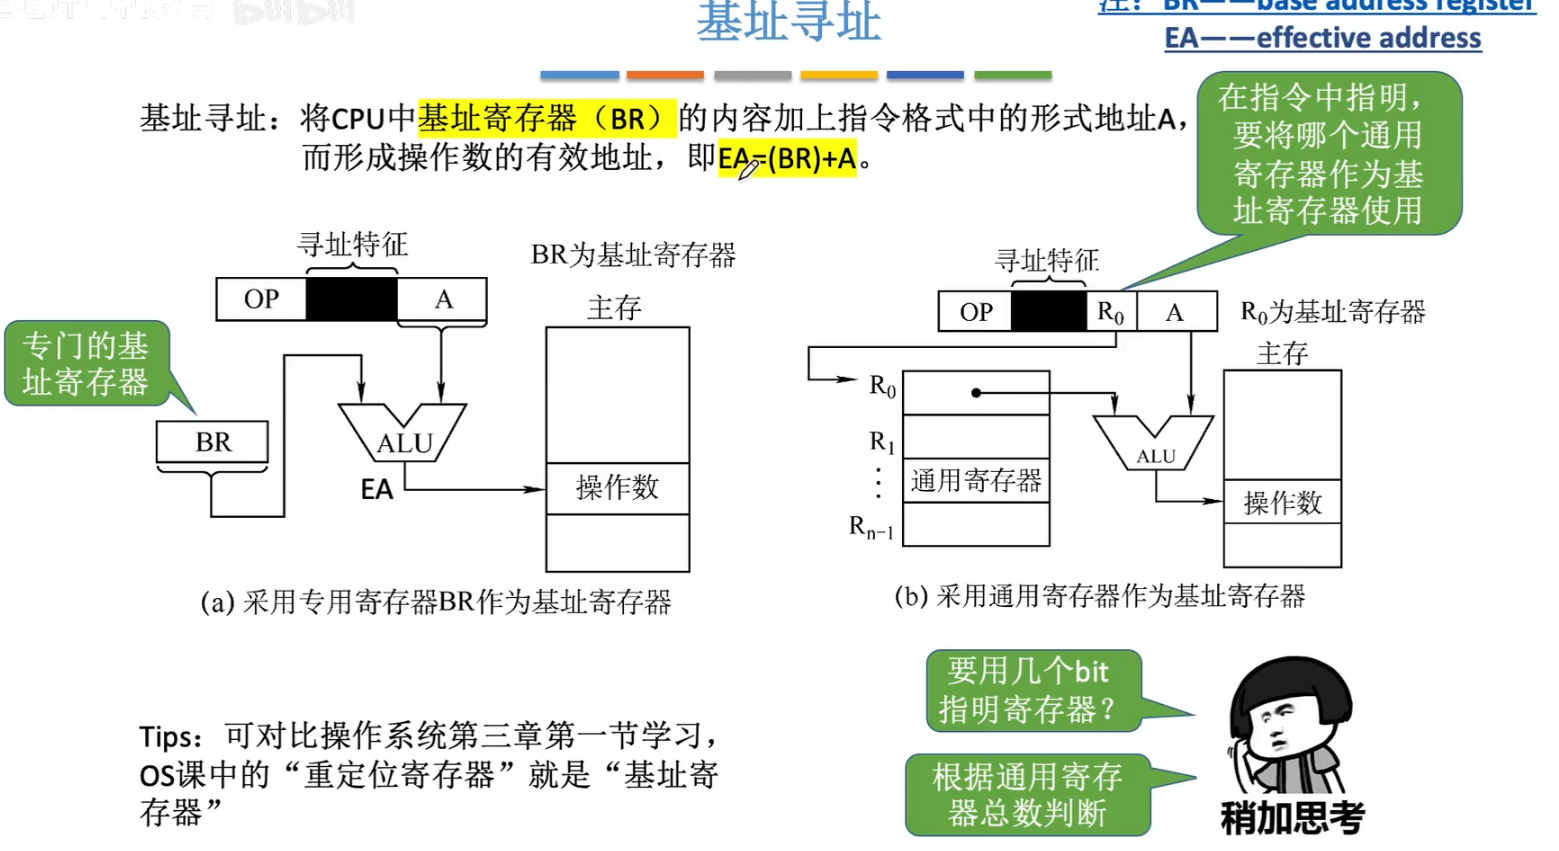 基址寻址
注：BR——base address register
EA——effective address
基址寻址：将CPU中基址寄存器（BR）的内容加上指令格式中的形式地址A，
而形成操作数的有效地址，即EA=(BR)+A。
在指令中指明，
要将哪个通用
寄存器作为基
址寄存器使用
寻址特征
OP
A
BR为基址寄存器
主存
专门的基
址寄存器
BR
ALU
EA
操作数
(a) 采用专用寄存器BR作为基址寄存器
寻址特征
OP
R0
A
R0为基址寄存器
主存
R0
R1
⋮
通用寄存器
Rn-1
ALU
操作数
(b) 采用通用寄存器作为基址寄存器
要用几个bit
指明寄存器？
根据通用寄存
器总数判断
稍加思考
Tips：可对比操作系统第三章第一节学习，
OS课中的“重定位寄存器”就是“基址寄
存器”
bilibili